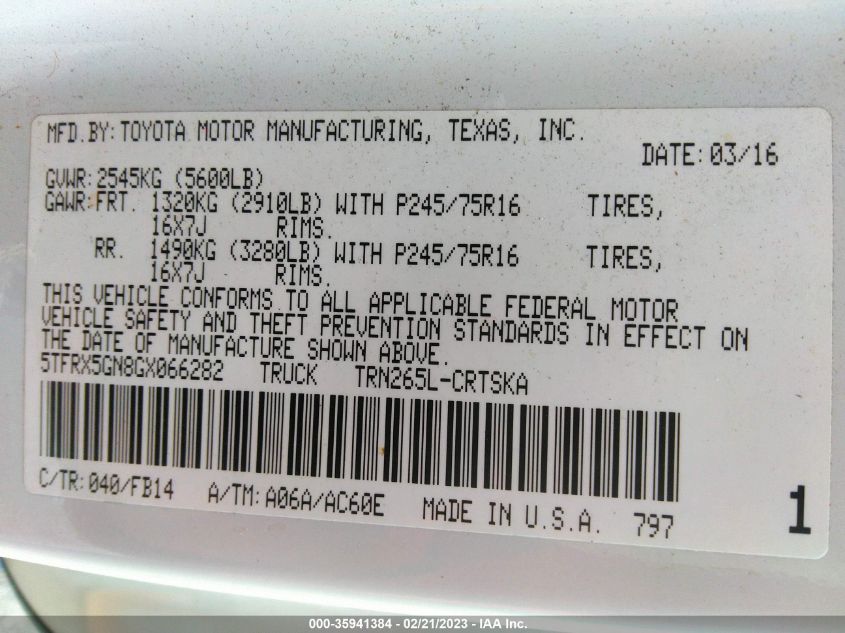 MFD.BY: TOYOTA MOTOR MANUFACTURING, TEXAS, INC.
DATE: 03/16
GVWR: 2545KG (5600LB)
GAWR: FRT. 1320KG (2910LB) WITH P245/75R16 TIRES,
16X7J RIMS.
RR. 1490KG (3280LB) WITH P245/75R16 TIRES,
16X7J RIMS.
THIS VEHICLE CONFORMS TO ALL APPLICABLE FEDERAL MOTOR
VEHICLE SAFETY AND THEFT PREVENTION STANDARDS IN EFFECT ON
THE DATE OF MANUFACTURE SHOWN ABOVE.
5TFRX5GN8GX066282 TRUCK TRN265L-CRTSKA
C/TR: 040/FB14 A/TM: A06A/AC60E MADE IN U.S.A. 797 1
000-35941384 - 02/21/2023 - IAA Inc.